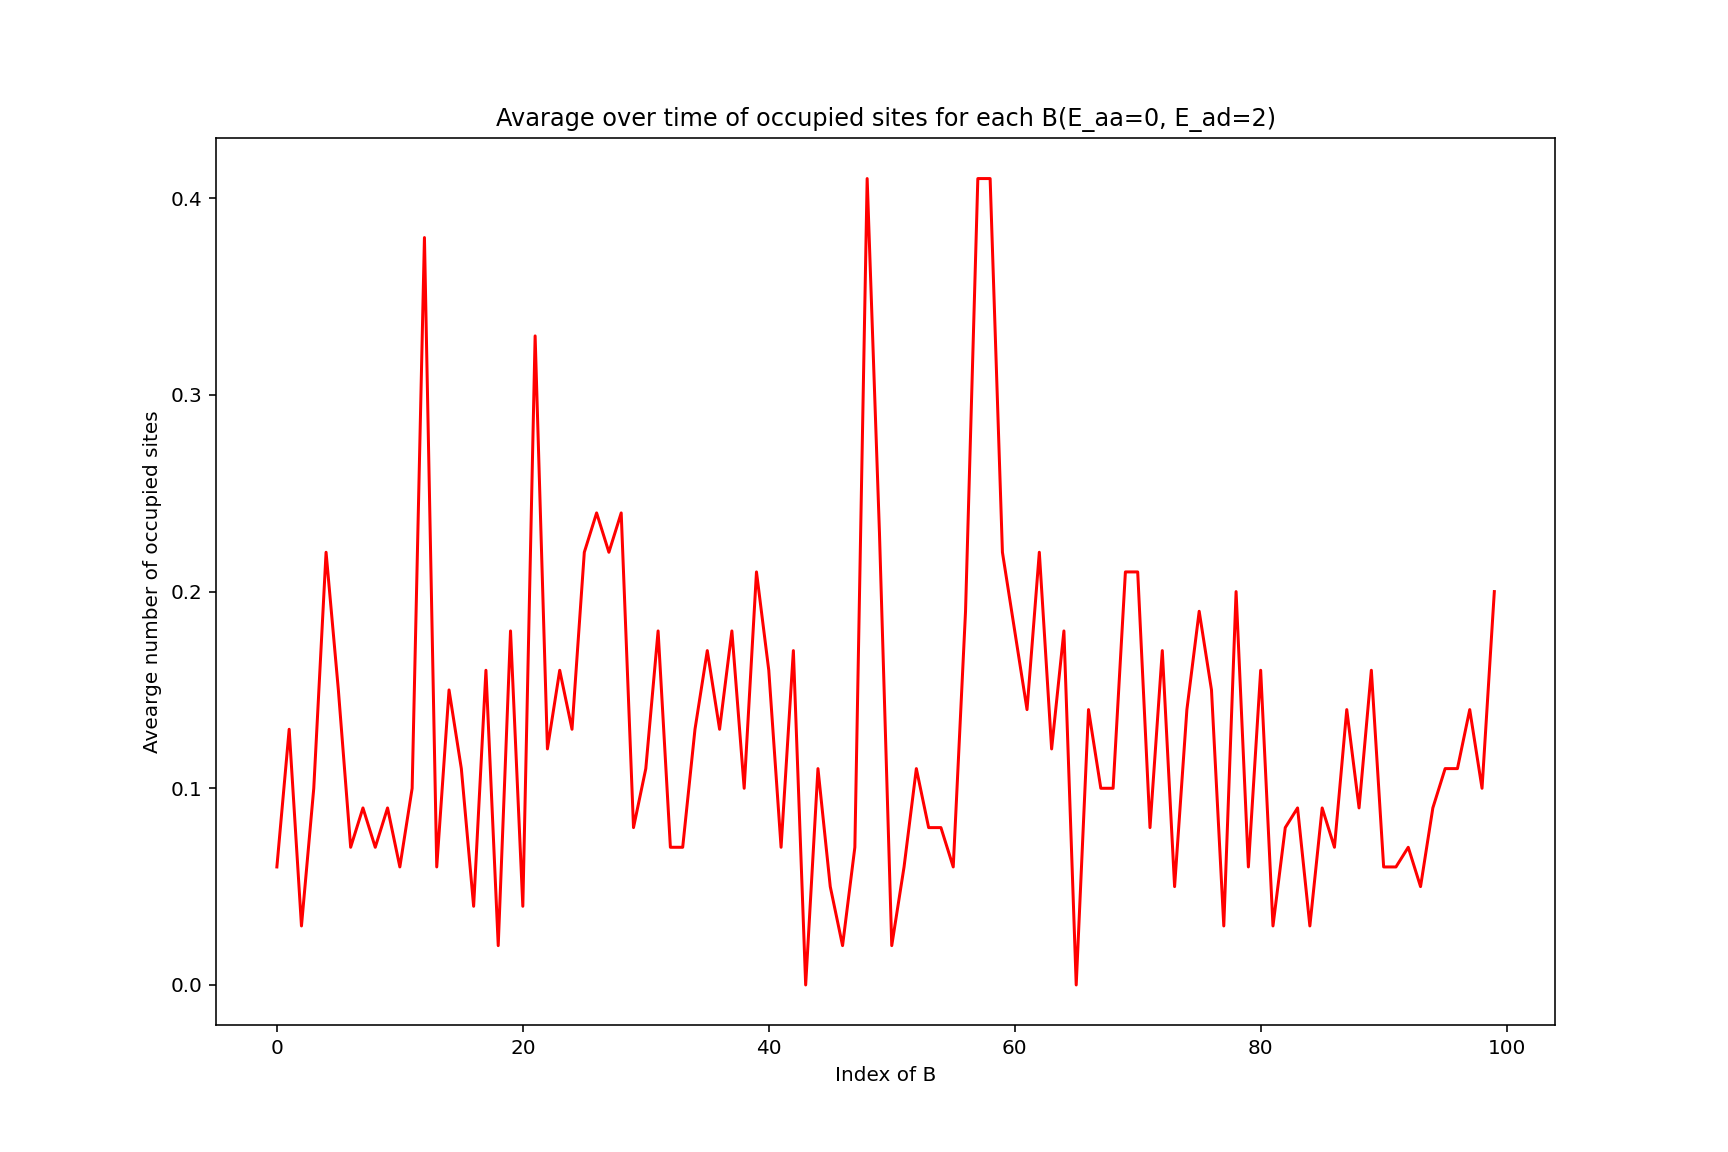 Avarage over time of occupied sites for each B(E_aa=0, E_ad=2)
Avearge number of occupied sites
0.4
0.3
0.2
0.1
0.0
0 20 40 60 80 100
Index of B